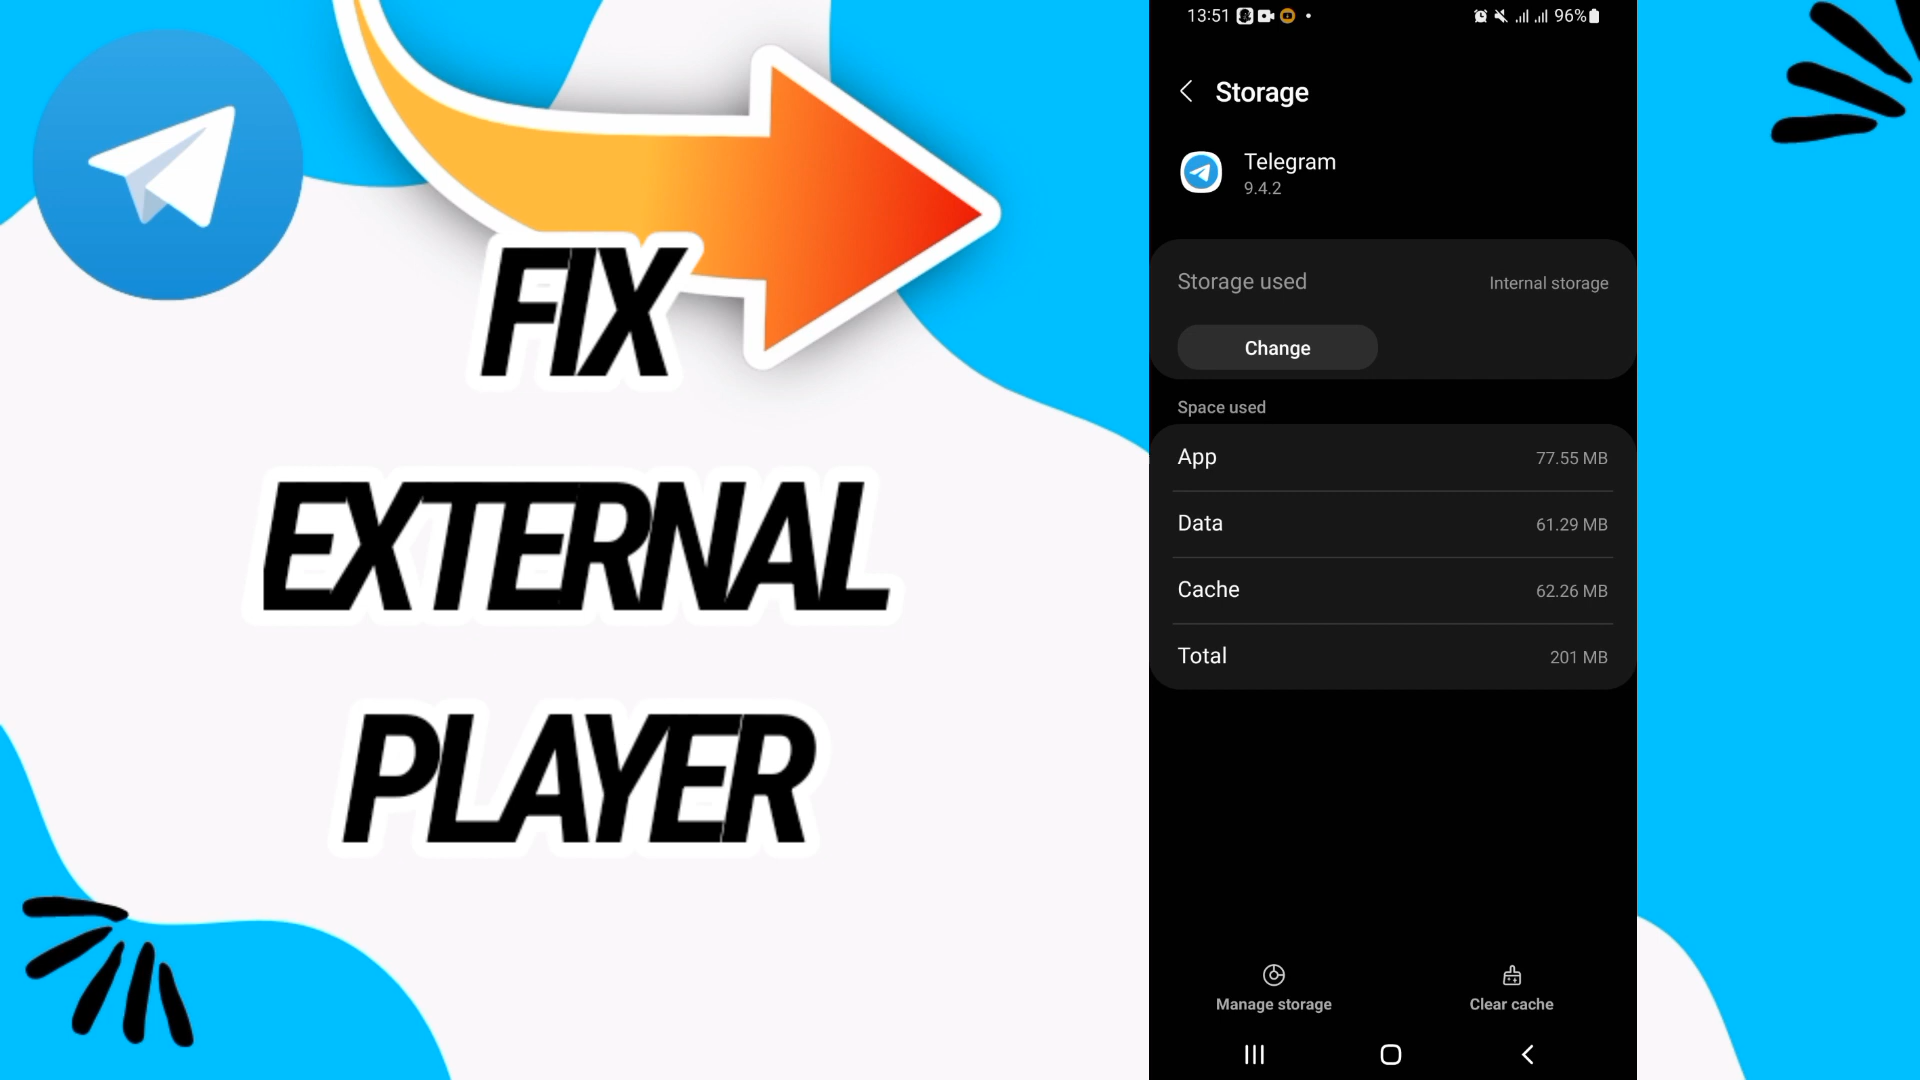 FIX
EXTERNAL
PLAYER
13:51
96%
Storage
Telegram
9.4.2
Storage used Internal storage
Change
Space used
App 77.55 MB
Data 61.29 MB
Cache 62.26 MB
Total 201 MB
Manage storage Clear cache